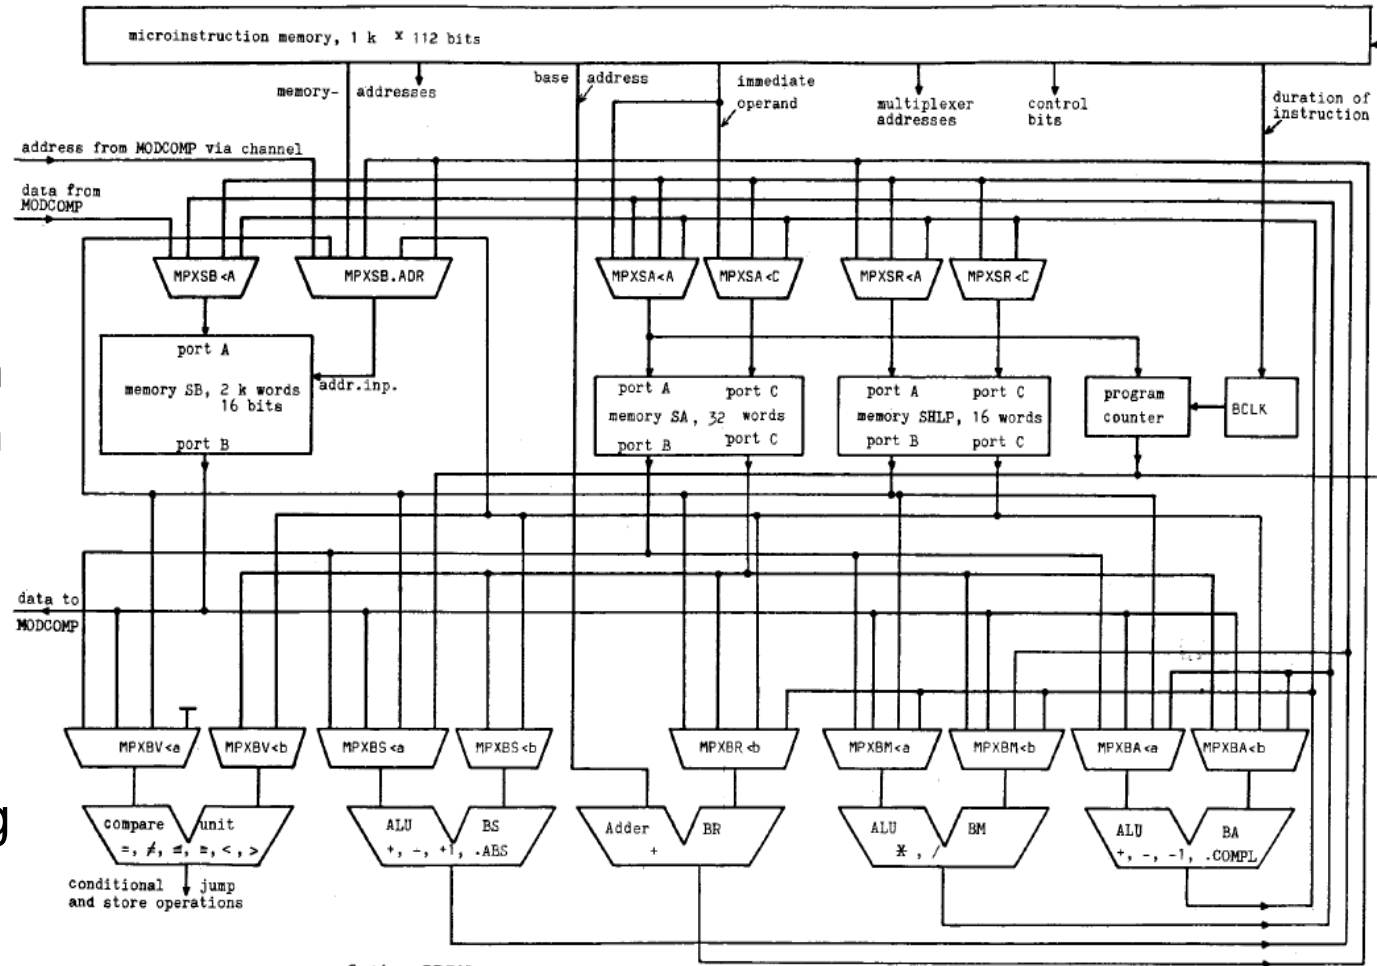 microinstruction memory, 1 k x 112 bits
memory- addresses
base address
immediate
operand
multiplexer
addresses
control
bits
duration of
instruction
address from MODCOMP via channel
data from
MODCOMP
MPXSB<A
MPXSB.ADR
MPXSA<A
MPXSA<C
MPXSR<A
MPXSR<C
port A
memory SB, 2 k words
16 bits
port B
addr.inp.
port A port C
memory SA, 32 words
port B port C
port A port C
memory SHLP, 16 words
port B port C
program
counter
BCLK
data to
MODCOMP
MPXBV<a
MPXBV<b
MPXBS<a
MPXBS<b
MPXBR<b
MPXBM<a
MPXBM<b
MPXBA<a
MPXBA<b
compare unit
=, ≠, ≤, ≥, <, >
ALU BS
+, -, +1, .ABS
Adder BR
+
ALU BM
*, /
ALU BA
+, -, -1, .COMPL
conditional jump
and store operations
g